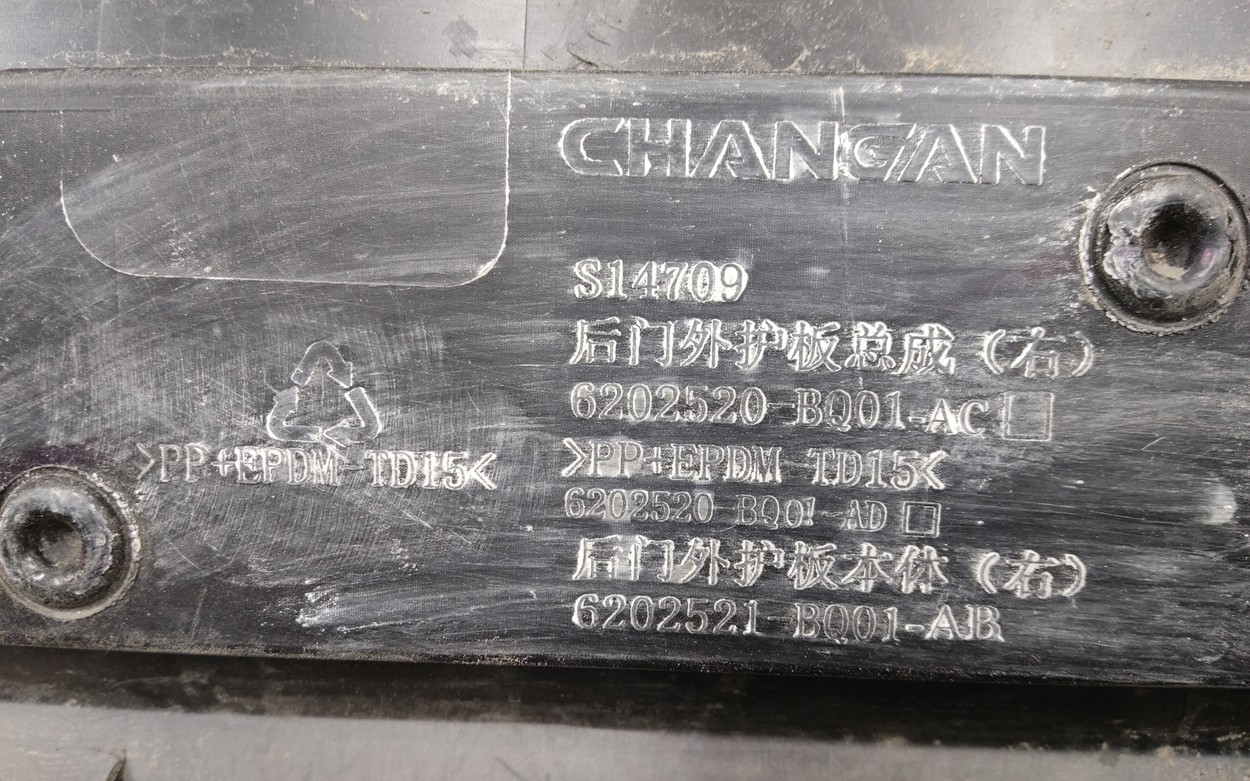 CHANGAN
S14709
后门外护板总成（右）
6202520-BQ01-AC
>PP+EPDM-TD15<
>PP+EPDM-TD15<
6202520-BQ01-AD
后门外护板本体（右）
6202521-BQ01-AB